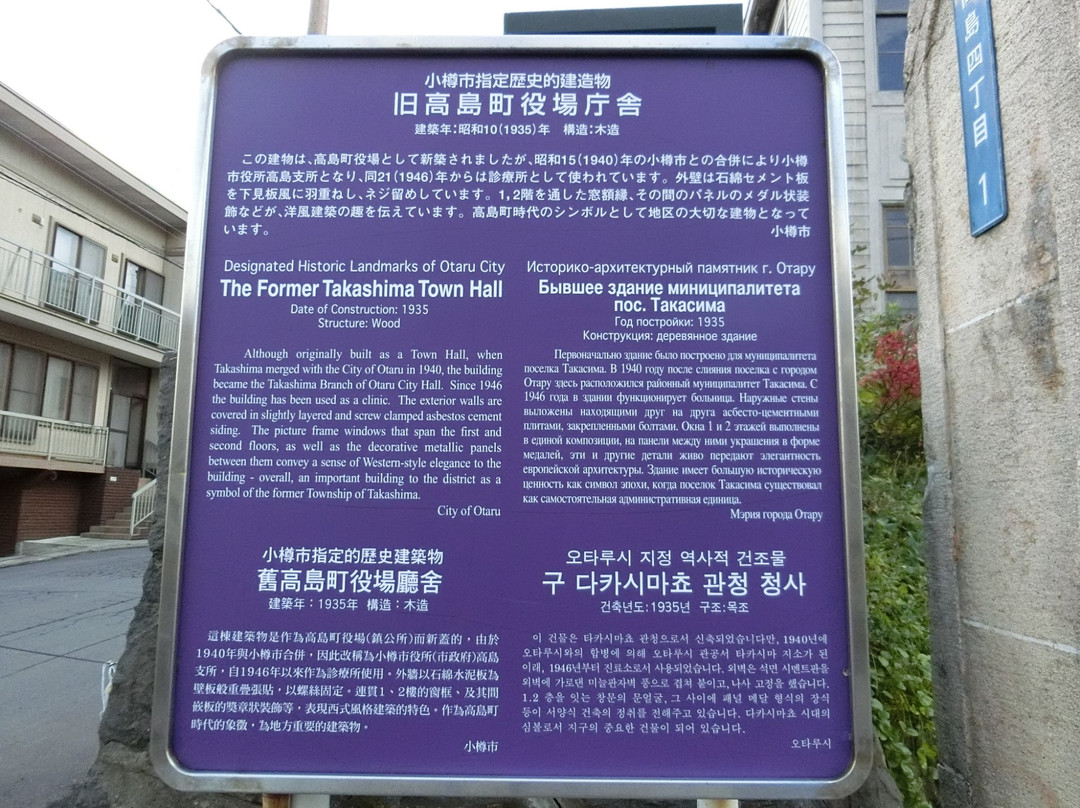 小樽市指定歴史的建造物
旧高島町役場庁舎
建築年:昭和10(1935)年　構造:木造
この建物は、高島町役場として新築されましたが、昭和15(1940)年の小樽市との合併により小樽
市役所高島支所となり、同21(1946)年からは診療所として使われています。外壁は石綿セメント板
を下見板風に羽重ねし、ネジ留めしています。1,2階を通した窓額縁、その間のパネルのメダル状装
飾などが、洋風建築の趣を伝えています。高島町時代のシンボルとして地区の大切な建物となって
います。
小樽市
Designated Historic Landmarks of Otaru City
The Former Takashima Town Hall
Date of Construction: 1935
Structure: Wood
Although originally built as a Town Hall, when
Takashima merged with the City of Otaru in 1940, the building
became the Takashima Branch of Otaru City Hall. Since 1946
the building has been used as a clinic. The exterior walls are
covered in slightly layered and screw clamped asbestos cement
siding. The picture frame windows that span the first and
second floors, as well as the decorative metallic panels
between them convey a sense of Western-style elegance to the
building - overall, an important building to the district as a
symbol of the former Township of Takashima.
City of Otaru
Историко-архитектурный памятник г. Отару
Бывшее здание миниципалитета
пос. Такасима
Год постройки: 1935
Конструкция: деревянное здание
Первоначально здание было построено для муниципалитета
поселка Такасима. В 1940 году после слияния поселка с городом
Отару здесь расположился районный муниципалитет Такасима. С
1946 года в здании функционирует больница. Наружные стены
выложены находящими друг на друга асбесто-цементными
плитами, закрепленными болтами. Окна 1 и 2 этажей выполнены
в единой композиции, на панели между ними украшения в форме
медалей, эти и другие детали живо передают элегантность
европейской архитектуры. Здание имеет большую историческую
ценность как символ эпохи, когда поселок Такасима существовал
как самостоятельная административная единица.
Мэрия города Отару
小樽市指定的歷史建築物
舊高島町役場廳舍
建築年：1935年 構造：木造
這棟建築物是作為高島町役場(鎮公所)而新蓋的，由於
1940年與小樽市合併，因此改稱為小樽市役所(市政府)高島
支所，自1946年以來作為診療所使用。外牆以石綿水泥板為
壁板般重疊張貼，以螺絲固定。連貫1、2樓的窗框、及其間
嵌板的獎章狀裝飾等，表現西式風格建築的特色。作為高島町
時代的象徵，為地方重要的建築物。
小樽市
오타루시 지정 역사적 건조물
구 다카시마쵸 관청 청사
건축년도:1935년 구조:목조
이 건물은 타카시마쵸 관청으로서 신축되었습니다만, 1940년에
오타루시와의 합병에 의해 오타루시 관공서 타카시마 지소가 된
이래, 1946년부터 진료소로서 사용되었습니다. 외벽은 석면 시멘트판을
외벽에 가로댄 미늘판자벽 풍으로 겹쳐 붙이고, 나사 고정을 했습니다.
1.2 층을 잇는 창문의 문얼굴, 그 사이에 패널 메달 형식의 장식
등이 서양식 건축의 정취를 전해주고 있습니다. 다카시마쵸 시대의
심볼로서 지구의 중요한 건물이 되어 있습니다.
오타루시
島四丁目 1